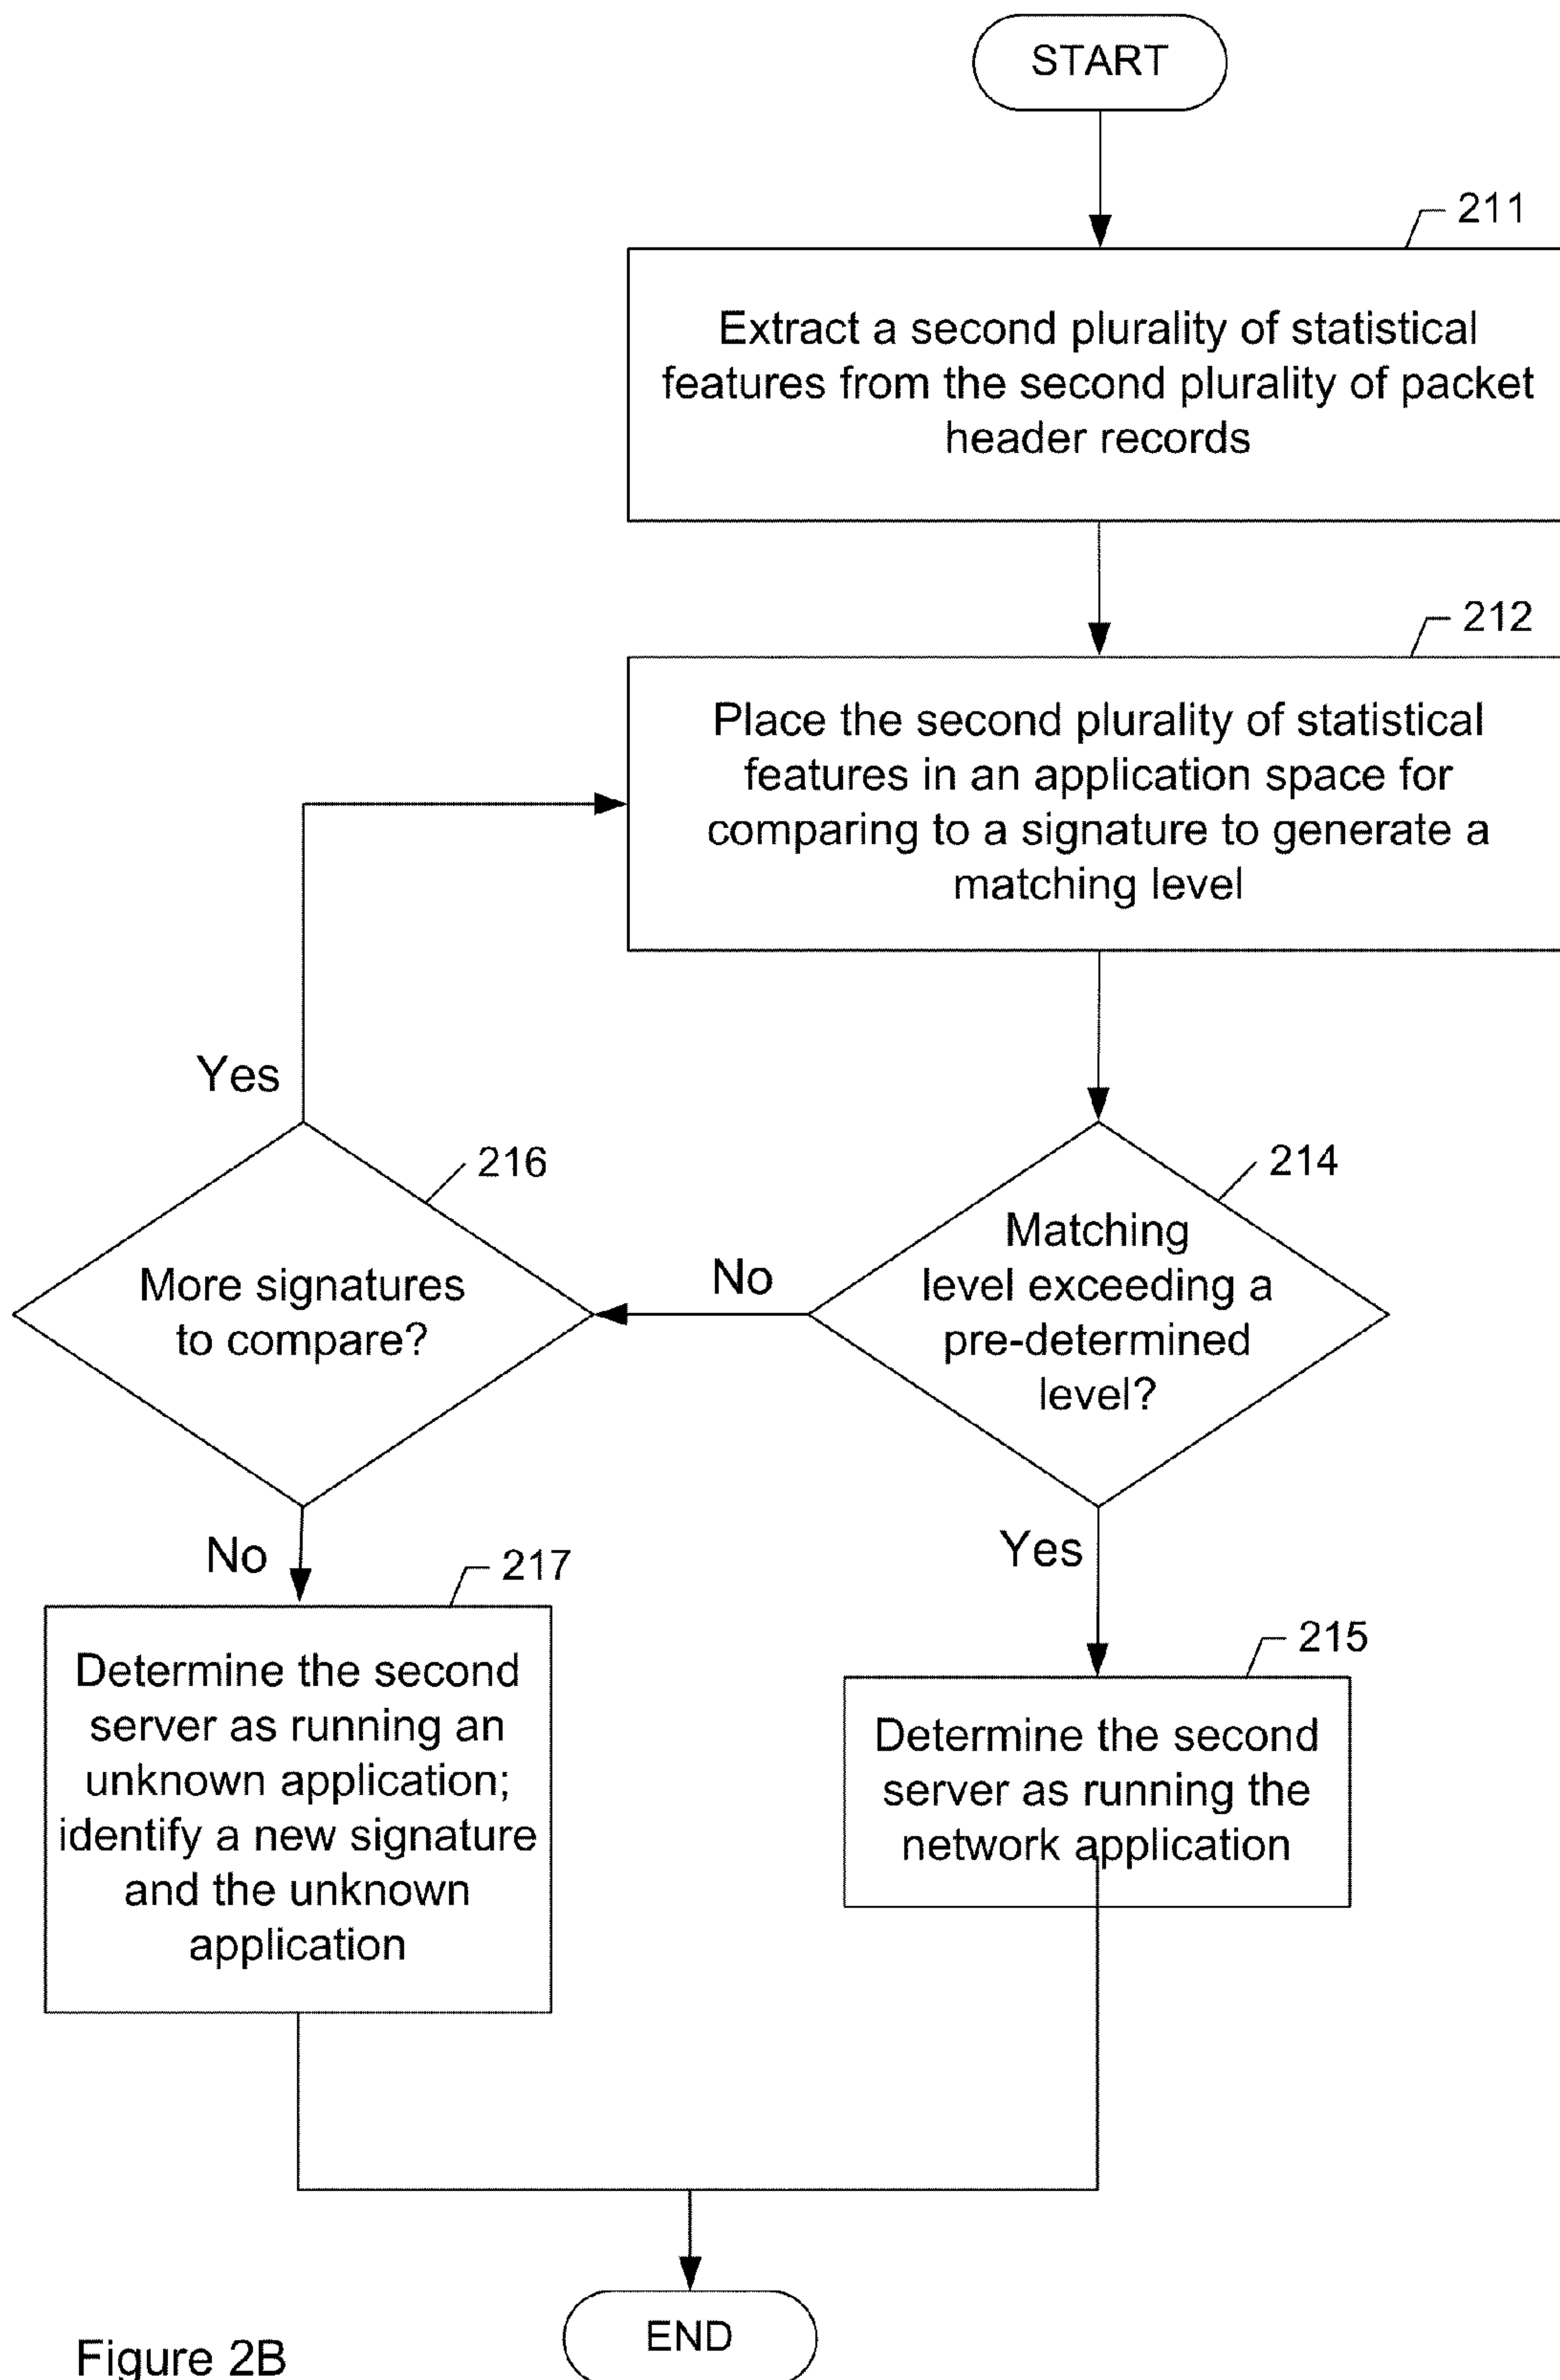 START
211
Extract a second plurality of statistical
features from the second plurality of packet
header records
212
Place the second plurality of statistical
features in an application space for
comparing to a signature to generate a
matching level
Yes
216
More signatures
to compare?
No
214
Matching
level exceeding a
pre-determined
level?
No
217
Determine the second
server as running an
unknown application;
identify a new signature
and the unknown
application
Yes
215
Determine the second
server as running the
network application
END
Figure 2B